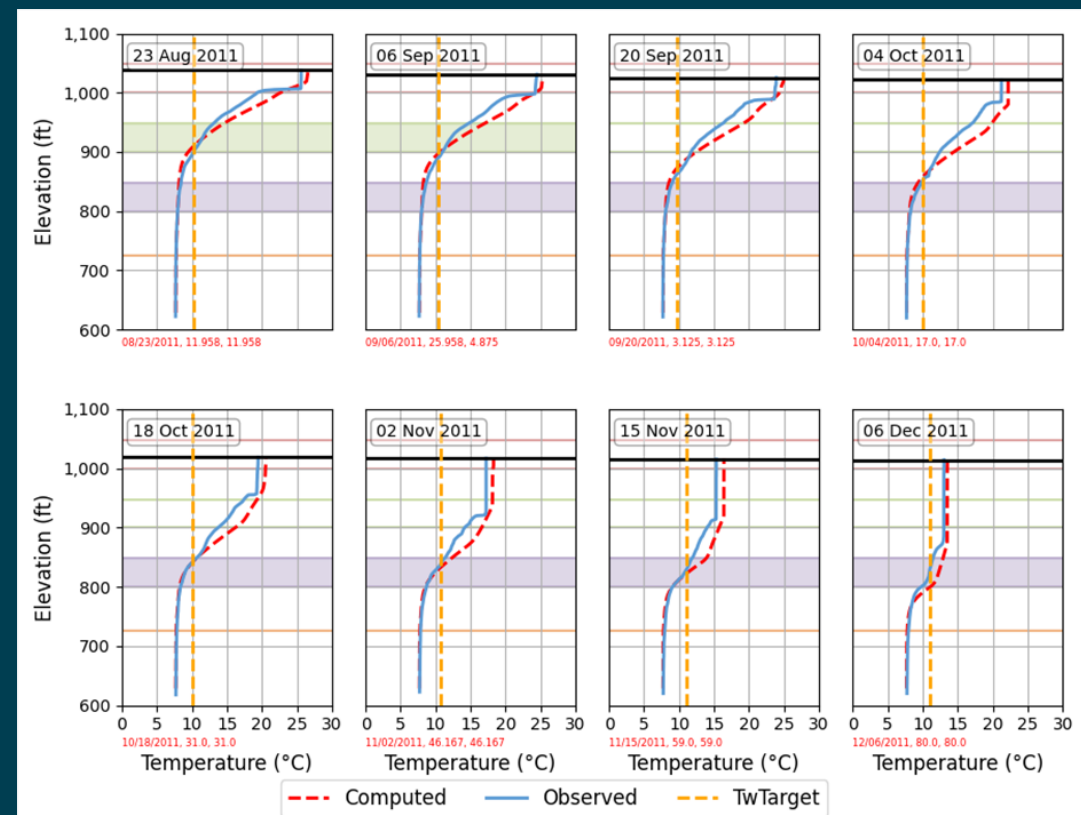 1,100
1,000
900
800
700
600
Elevation (ft)
23 Aug 2011
06 Sep 2011
20 Sep 2011
04 Oct 2011
08/23/2011, 11.958, 11.958
09/06/2011, 25.958, 4.875
09/20/2011, 3.125, 3.125
10/04/2011, 17.0, 17.0
1,100
1,000
900
800
700
600
Elevation (ft)
18 Oct 2011
02 Nov 2011
15 Nov 2011
06 Dec 2011
0 5 10 15 20 25 30
0 5 10 15 20 25 30
0 5 10 15 20 25 30
0 5 10 15 20 25 30
10/18/2011, 31.0, 31.0
11/02/2011, 46.167, 46.167
11/15/2011, 59.0, 59.0
12/06/2011, 80.0, 80.0
Temperature (°C)
Temperature (°C)
Temperature (°C)
Temperature (°C)
Computed Observed TwTarget